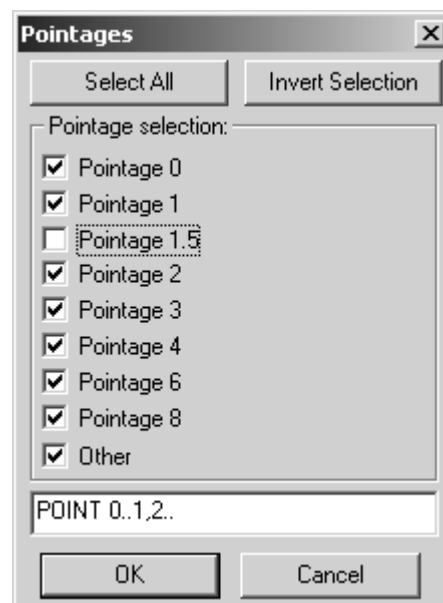 Pointages
Select All Invert Selection
Pointage selection:
Pointage 0
Pointage 1
Pointage 1.5
Pointage 2
Pointage 3
Pointage 4
Pointage 6
Pointage 8
Other
POINT 0..1,2..
OK Cancel